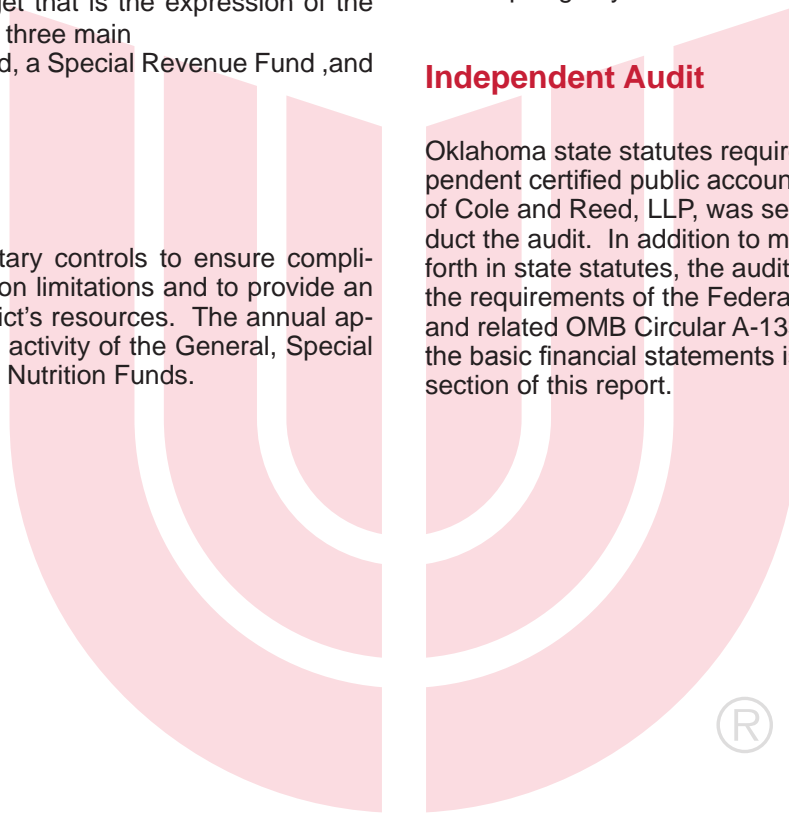 get that is the expression of the
three main
d, a Special Revenue Fund ,and
tary controls to ensure compli-
on limitations and to provide an
ict's resources. The annual ap-
activity of the General, Special
Nutrition Funds.
Independent Audit
Oklahoma state statutes requir
pendent certified public accoun
of Cole and Reed, LLP, was se
duct the audit. In addition to m
forth in state statutes, the audit
the requirements of the Federa
and related OMB Circular A-13
the basic financial statements i
section of this report.
®